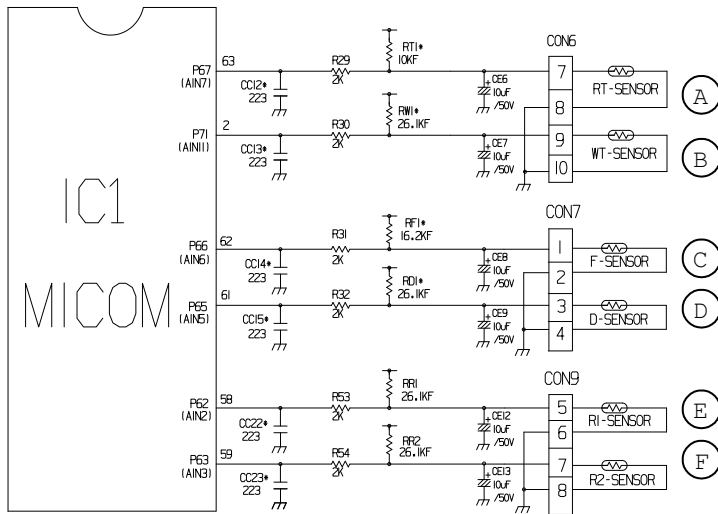 IC1
MICOM
P67
(AIN7)
63
CC12*
223
R29
2K
RT1*
10KF
CE6
+
10uF
/50V
CON6
7
8
RT-SENSOR
A
P71
(AIN11)
2
CC13*
223
R30
2K
RW1*
26.1KF
CE7
+
10uF
/50V
9
10
WT-SENSOR
B
P66
(AIN6)
62
CC14*
223
R31
2K
RF1*
16.2KF
CE8
+
10uF
/50V
CON7
1
2
F-SENSOR
C
P65
(AIN5)
61
CC15*
223
R32
2K
RD1*
26.1KF
CE9
+
10uF
/50V
3
4
D-SENSOR
D
P62
(AIN2)
58
CC22*
223
R53
2K
RR1
26.1KF
CE12
+
10uF
/50V
CON9
5
6
R1-SENSOR
E
P63
(AIN3)
59
CC23*
223
R54
2K
RR2
26.1KF
CE13
+
10uF
/50V
7
8
R2-SENSOR
F